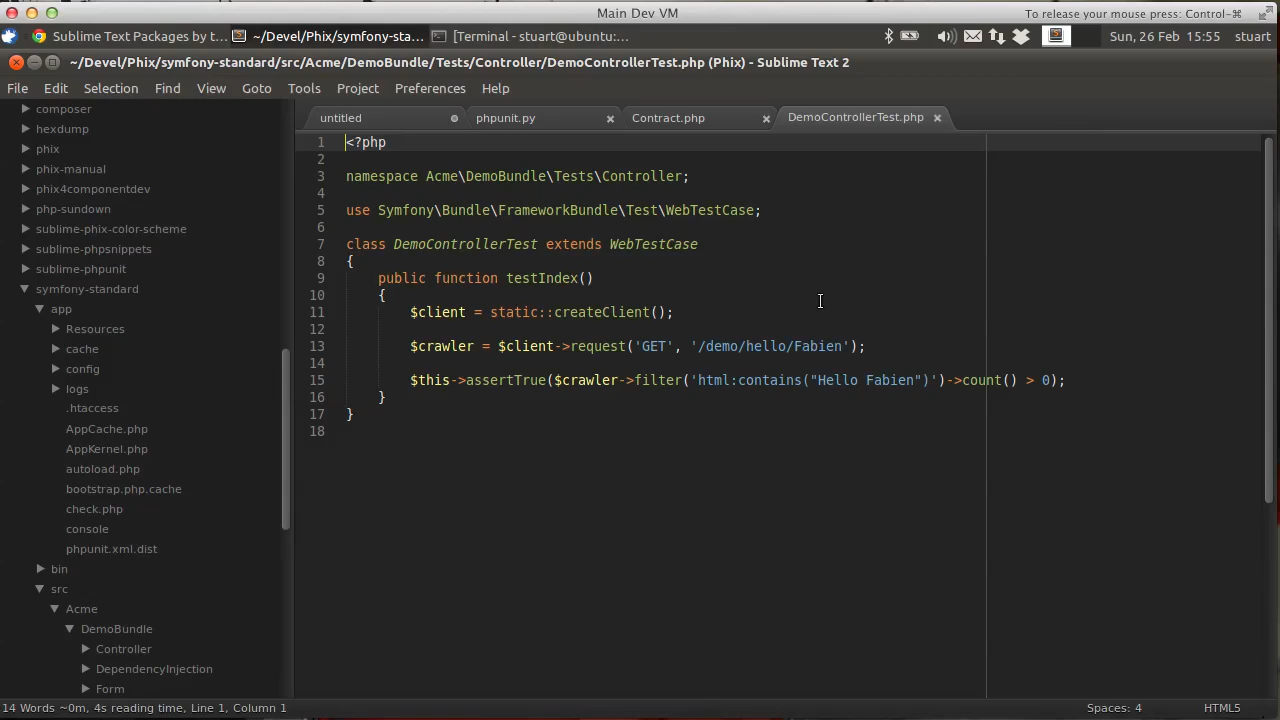 Main Dev VM
To release your mouse press: Control-⌘
Sublime Text Packages by t...
~/Devel/Phix/symfony-sta...
[Terminal - stuart@ubuntu:...
Sun, 26 Feb 15:55 stuart
~/Devel/Phix/symfony-standard/src/Acme/DemoBundle/Tests/Controller/DemoControllerTest.php (Phix) - Sublime Text 2
File Edit Selection Find View Goto Tools Project Preferences Help
composer
hexdump
phix
phix-manual
phix4componentdev
php-sundown
sublime-phix-color-scheme
sublime-phpsnippets
sublime-phpunit
symfony-standard
app
Resources
cache
config
logs
.htaccess
AppCache.php
AppKernel.php
autoload.php
bootstrap.php.cache
check.php
console
phpunit.xml.dist
bin
src
Acme
DemoBundle
Controller
DependencyInjection
Form
untitled
phpunit.py
Contract.php
DemoControllerTest.php
1 <?php
2
3 namespace Acme\DemoBundle\Tests\Controller;
4
5 use Symfony\Bundle\FrameworkBundle\Test\WebTestCase;
6
7 class DemoControllerTest extends WebTestCase
8 {
9 public function testIndex()
10 {
11 $client = static::createClient();
12
13 $crawler = $client->request('GET', '/demo/hello/Fabien');
14
15 $this->assertTrue($crawler->filter('html:contains("Hello Fabien")')->count() > 0);
16 }
17 }
18
14 Words ~0m, 4s reading time, Line 1, Column 1
Spaces: 4
HTML5